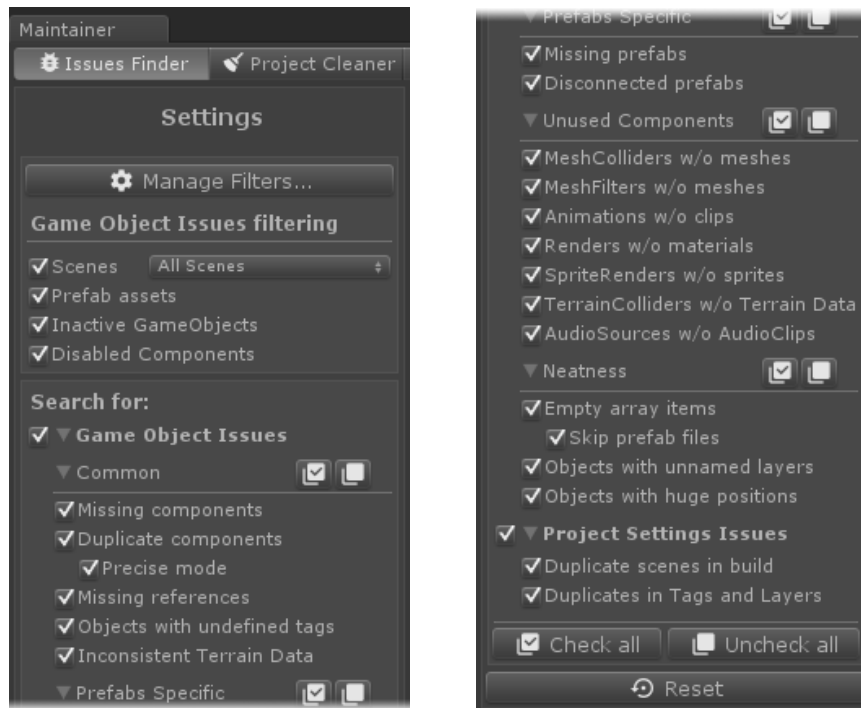 Maintainer
Issues Finder Project Cleaner
Settings
Manage Filters...
Game Object Issues filtering
Scenes All Scenes
Prefab assets
Inactive GameObjects
Disabled Components
Search for:
Game Object Issues
Common
Missing components
Duplicate components
Precise mode
Missing references
Objects with undefined tags
Inconsistent Terrain Data
Prefabs Specific
Prefabs Specific
Missing prefabs
Disconnected prefabs
Unused Components
MeshColliders w/o meshes
MeshFilters w/o meshes
Animations w/o clips
Renders w/o materials
SpriteRenders w/o sprites
TerrainColliders w/o Terrain Data
AudioSources w/o AudioClips
Neatness
Empty array items
Skip prefab files
Objects with unnamed layers
Objects with huge positions
Project Settings Issues
Duplicate scenes in build
Duplicates in Tags and Layers
Check all Uncheck all
Reset